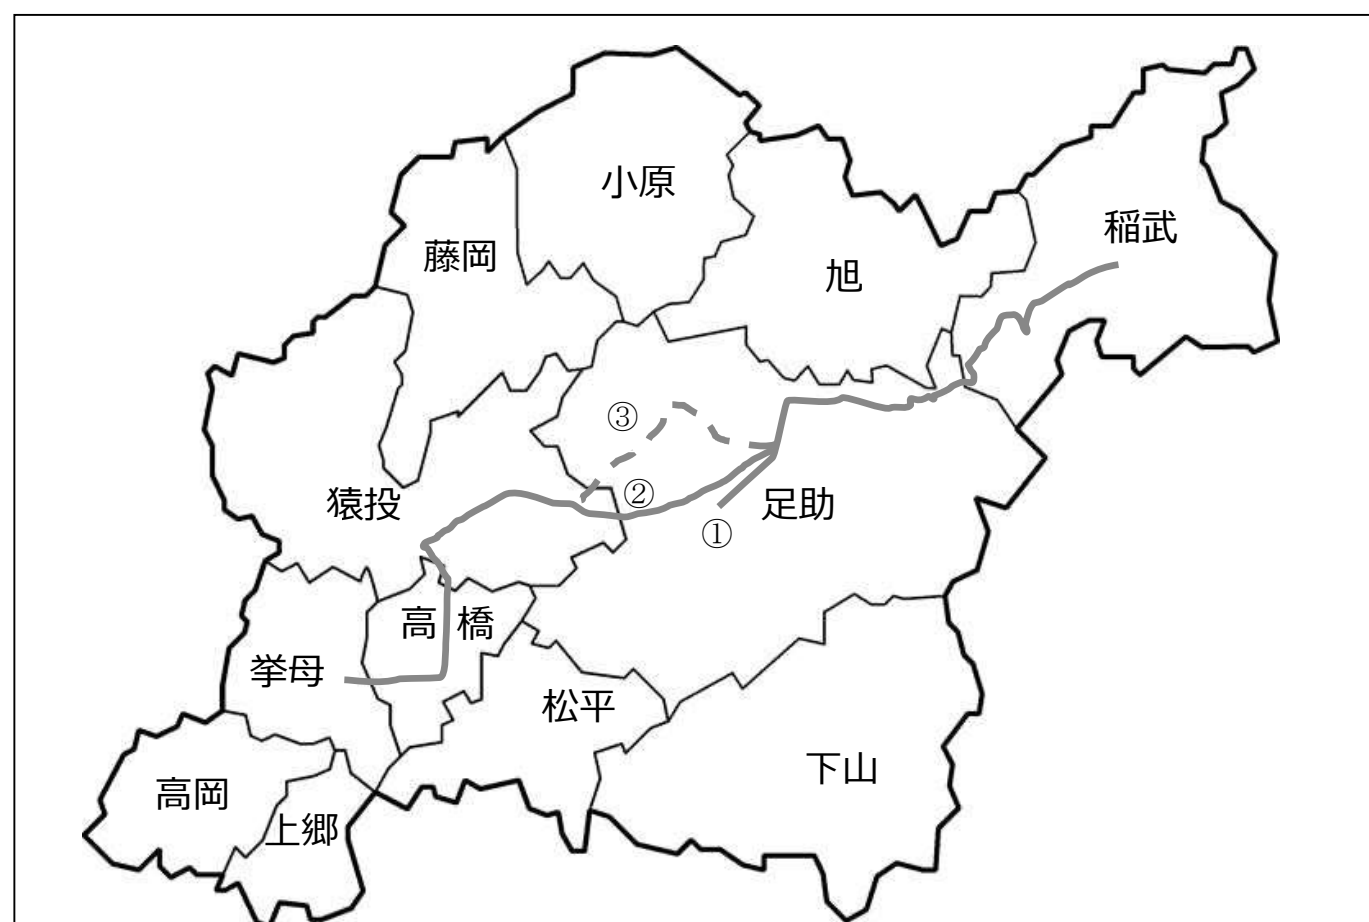 小原
稲武
藤岡
旭
③
②
猿投
足助
①
高橋
挙母
松平
下山
高岡
上郷